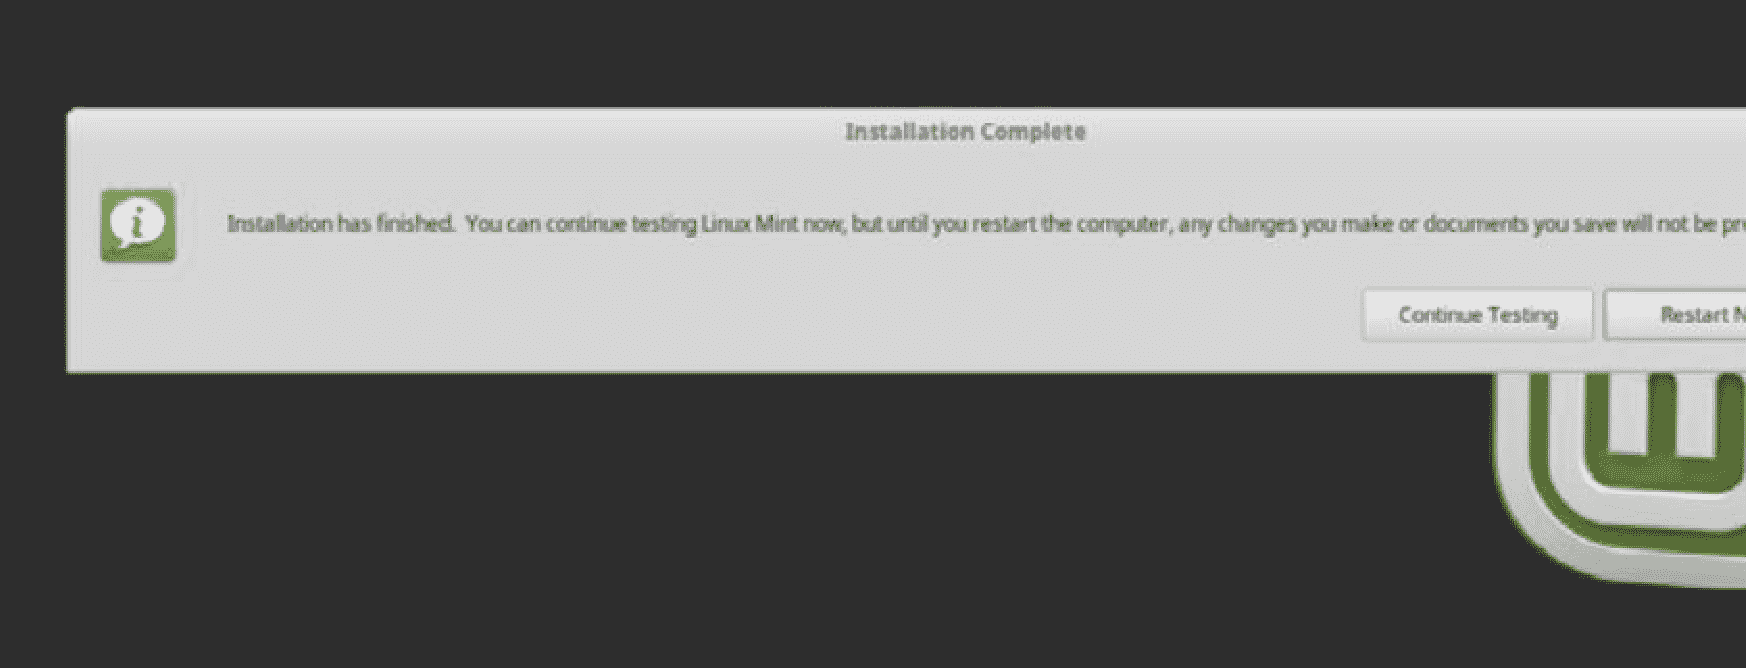 Installation Complete
Installation has finished. You can continue testing Linux Mint now, but until you restart the computer, any changes you make or documents you save will not be
Continue Testing
Restart